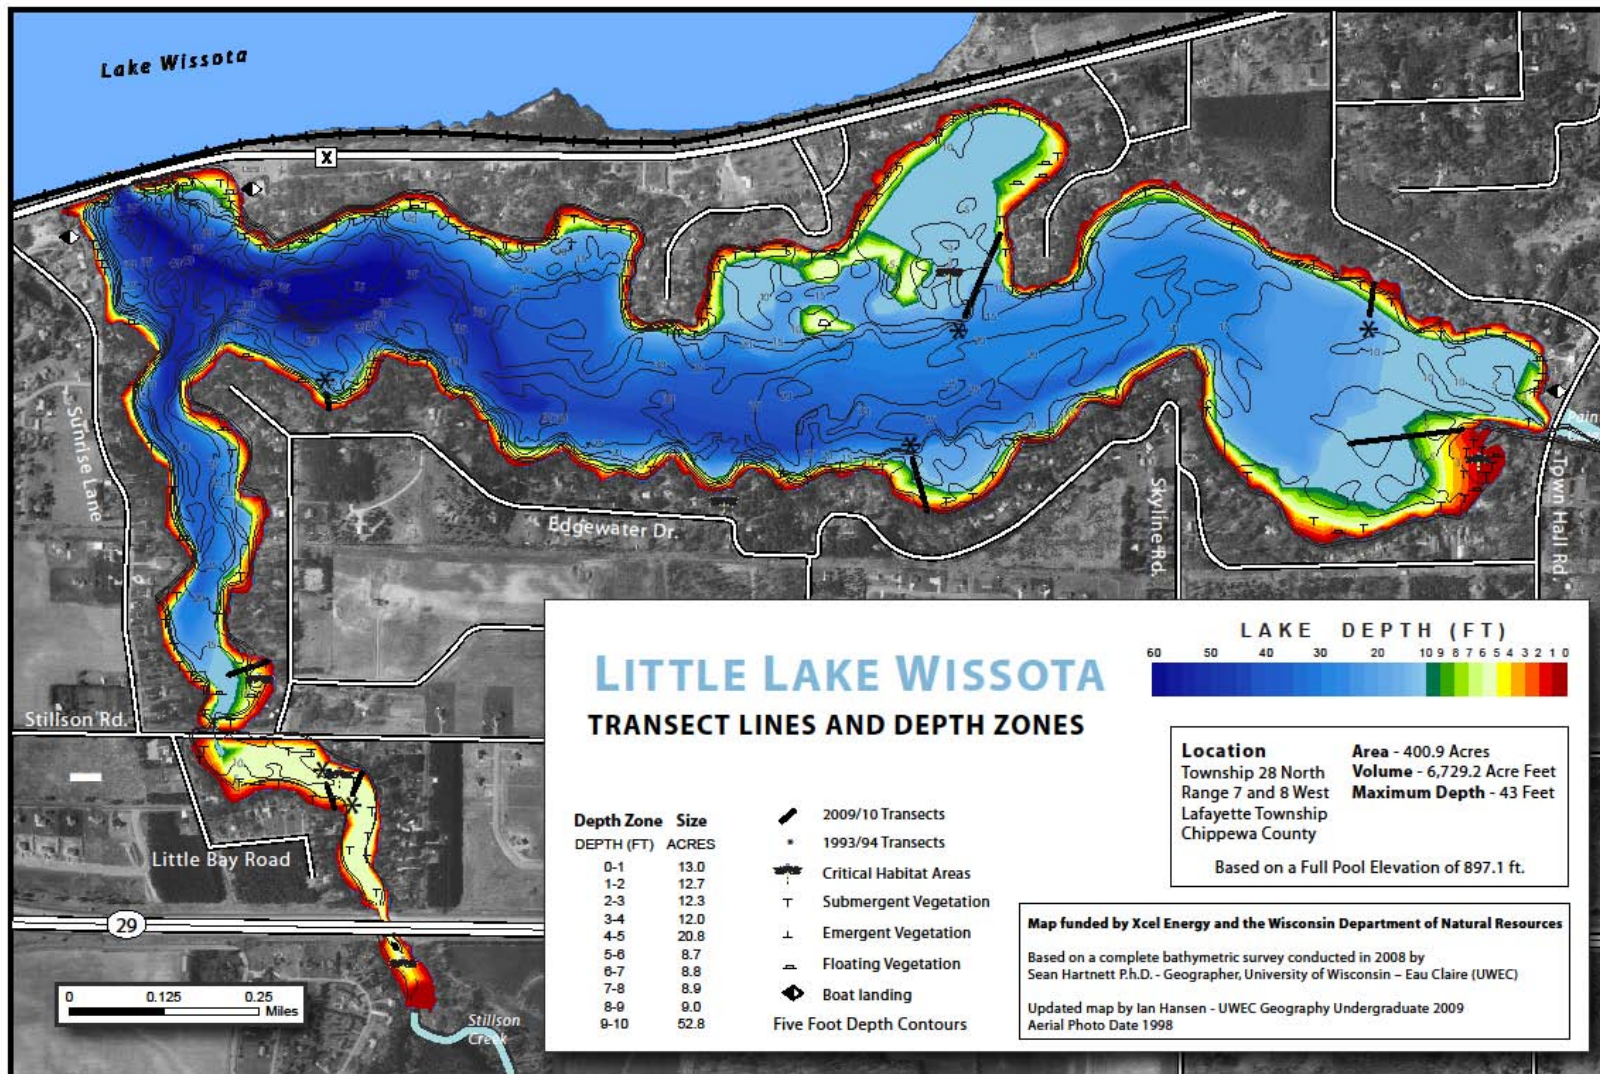 Lake Wissota
X
Sunrise Lane
Edgewater Dr.
Skyline Rd.
Town Hall Rd.
Stillson Rd.
Little Bay Road
29
Stillson
Creek
0 0.125 0.25
Miles
LITTLE LAKE WISSOTA
TRANSECT LINES AND DEPTH ZONES
LAKE DEPTH (FT)
60 50 40 30 20 10 9 8 7 6 5 4 3 2 1 0
Location
Township 28 North
Range 7 and 8 West
Lafayette Township
Chippewa County
Area - 400.9 Acres
Volume - 6,729.2 Acre Feet
Maximum Depth - 43 Feet
Based on a Full Pool Elevation of 897.1 ft.
Depth Zone Size
DEPTH (FT) ACRES
0-1 13.0
1-2 12.7
2-3 12.3
3-4 12.0
4-5 20.8
5-6 8.7
6-7 8.8
7-8 8.9
8-9 9.0
9-10 52.8
2009/10 Transects
1993/94 Transects
Critical Habitat Areas
Submergent Vegetation
Emergent Vegetation
Floating Vegetation
Boat landing
Five Foot Depth Contours
Map funded by Xcel Energy and the Wisconsin Department of Natural Resources
Based on a complete bathymetric survey conducted in 2008 by
Sean Hartnett P.h.D. - Geographer, University of Wisconsin – Eau Claire (UWEC)
Updated map by Ian Hansen - UWEC Geography Undergraduate 2009
Aerial Photo Date 1998